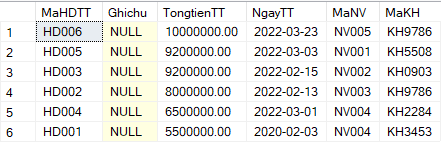 MaHDTT Ghichu TongtienTT NgayTT MaNV MaKH
1 HD006 NULL 10000000.00 2022-03-23 NV005 KH9786
2 HD005 NULL 9200000.00 2022-03-03 NV001 KH5508
3 HD003 NULL 9200000.00 2022-02-15 NV002 KH0903
4 HD002 NULL 8000000.00 2022-02-13 NV003 KH9786
5 HD004 NULL 6500000.00 2022-03-01 NV004 KH2284
6 HD001 NULL 5500000.00 2020-02-03 NV004 KH3453